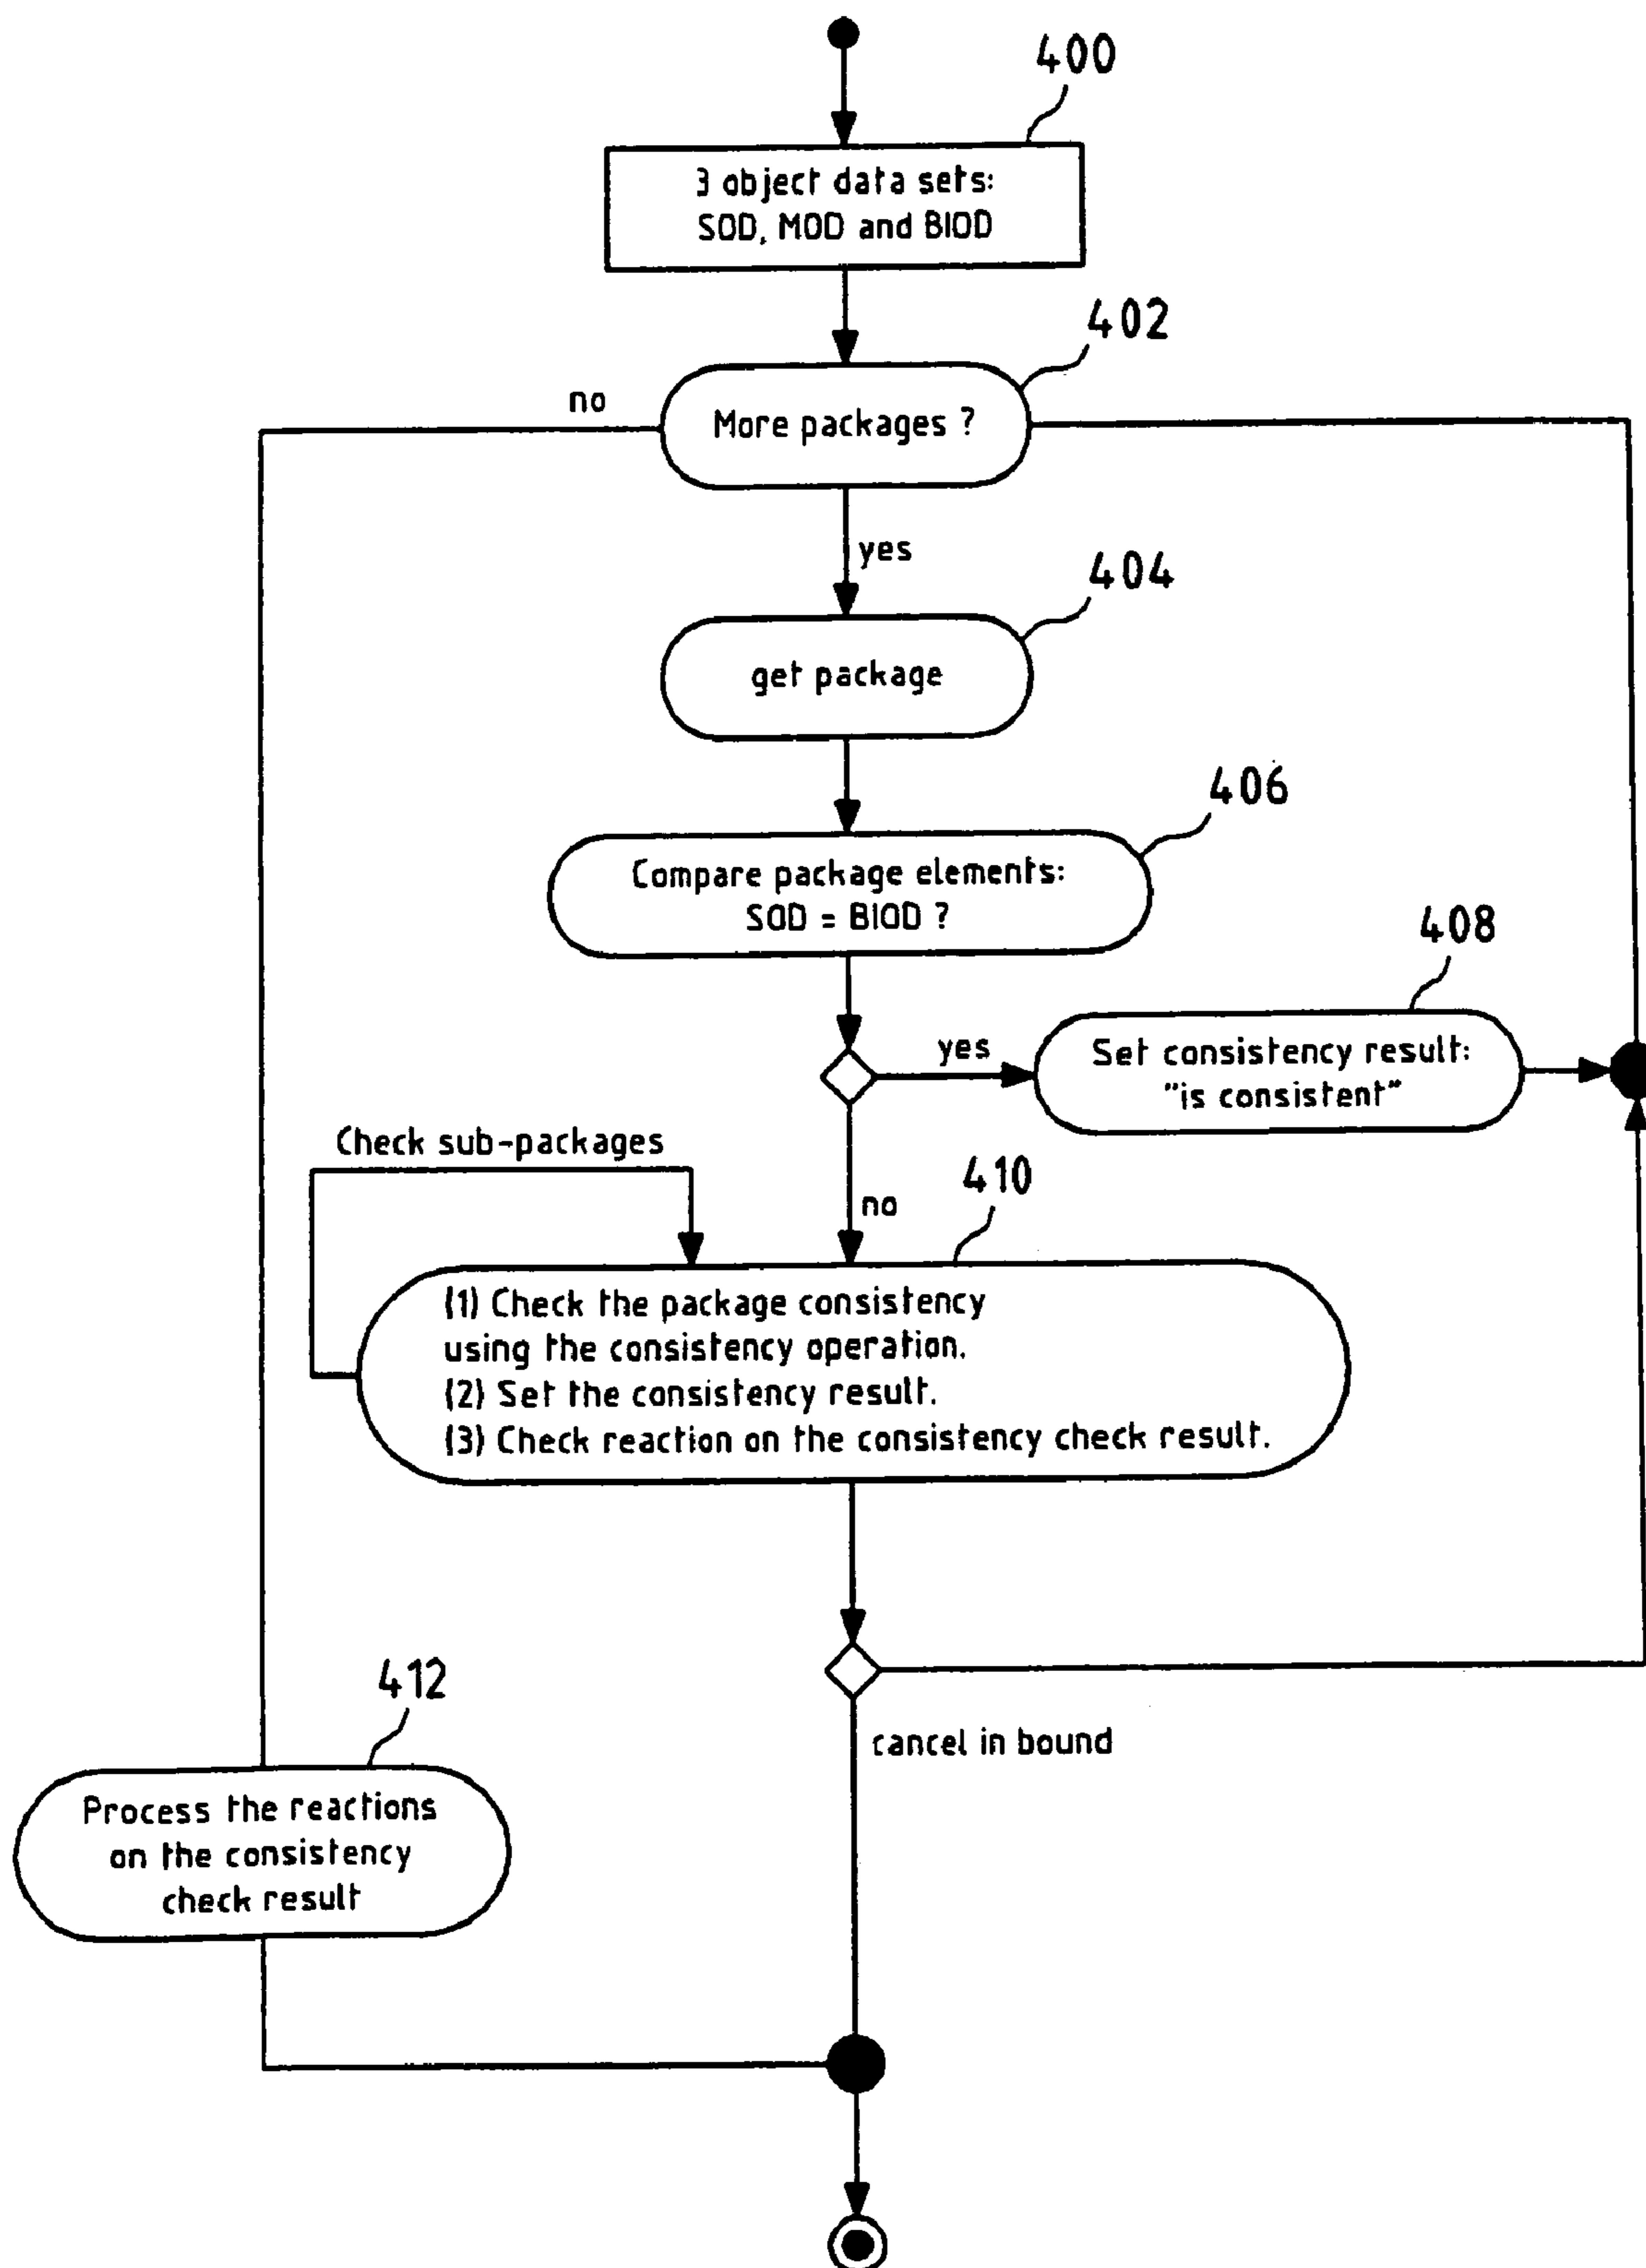 400
3 object data sets:
SOD, MOD and BIOD
402
no
More packages ?
yes
404
get package
406
Compare package elements:
SOD = BIOD ?
408
yes
Set consistency result:
"is consistent"
Check sub-packages
410
no
(1) Check the package consistency
using the consistency operation.
(2) Set the consistency result.
(3) Check reaction on the consistency check result.
412
cancel in bound
Process the reactions
on the consistency
check result